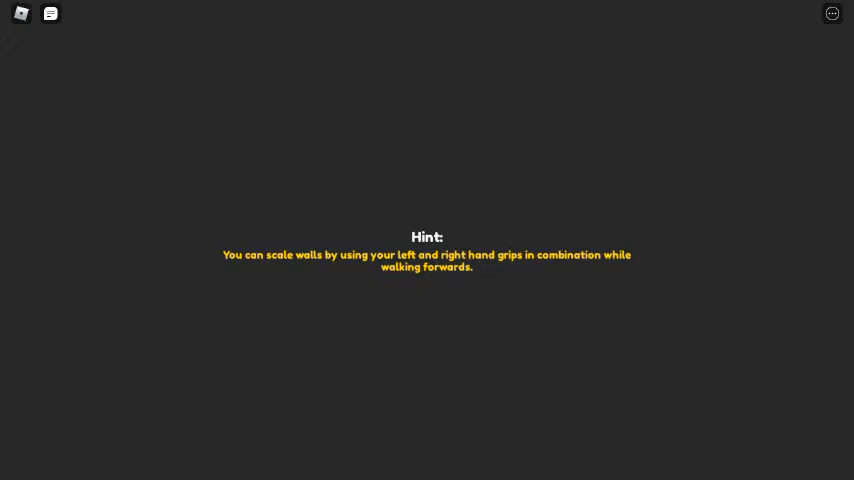 Hint:
You can scale walls by using your left and right hand grips in combination while
walking forwards.